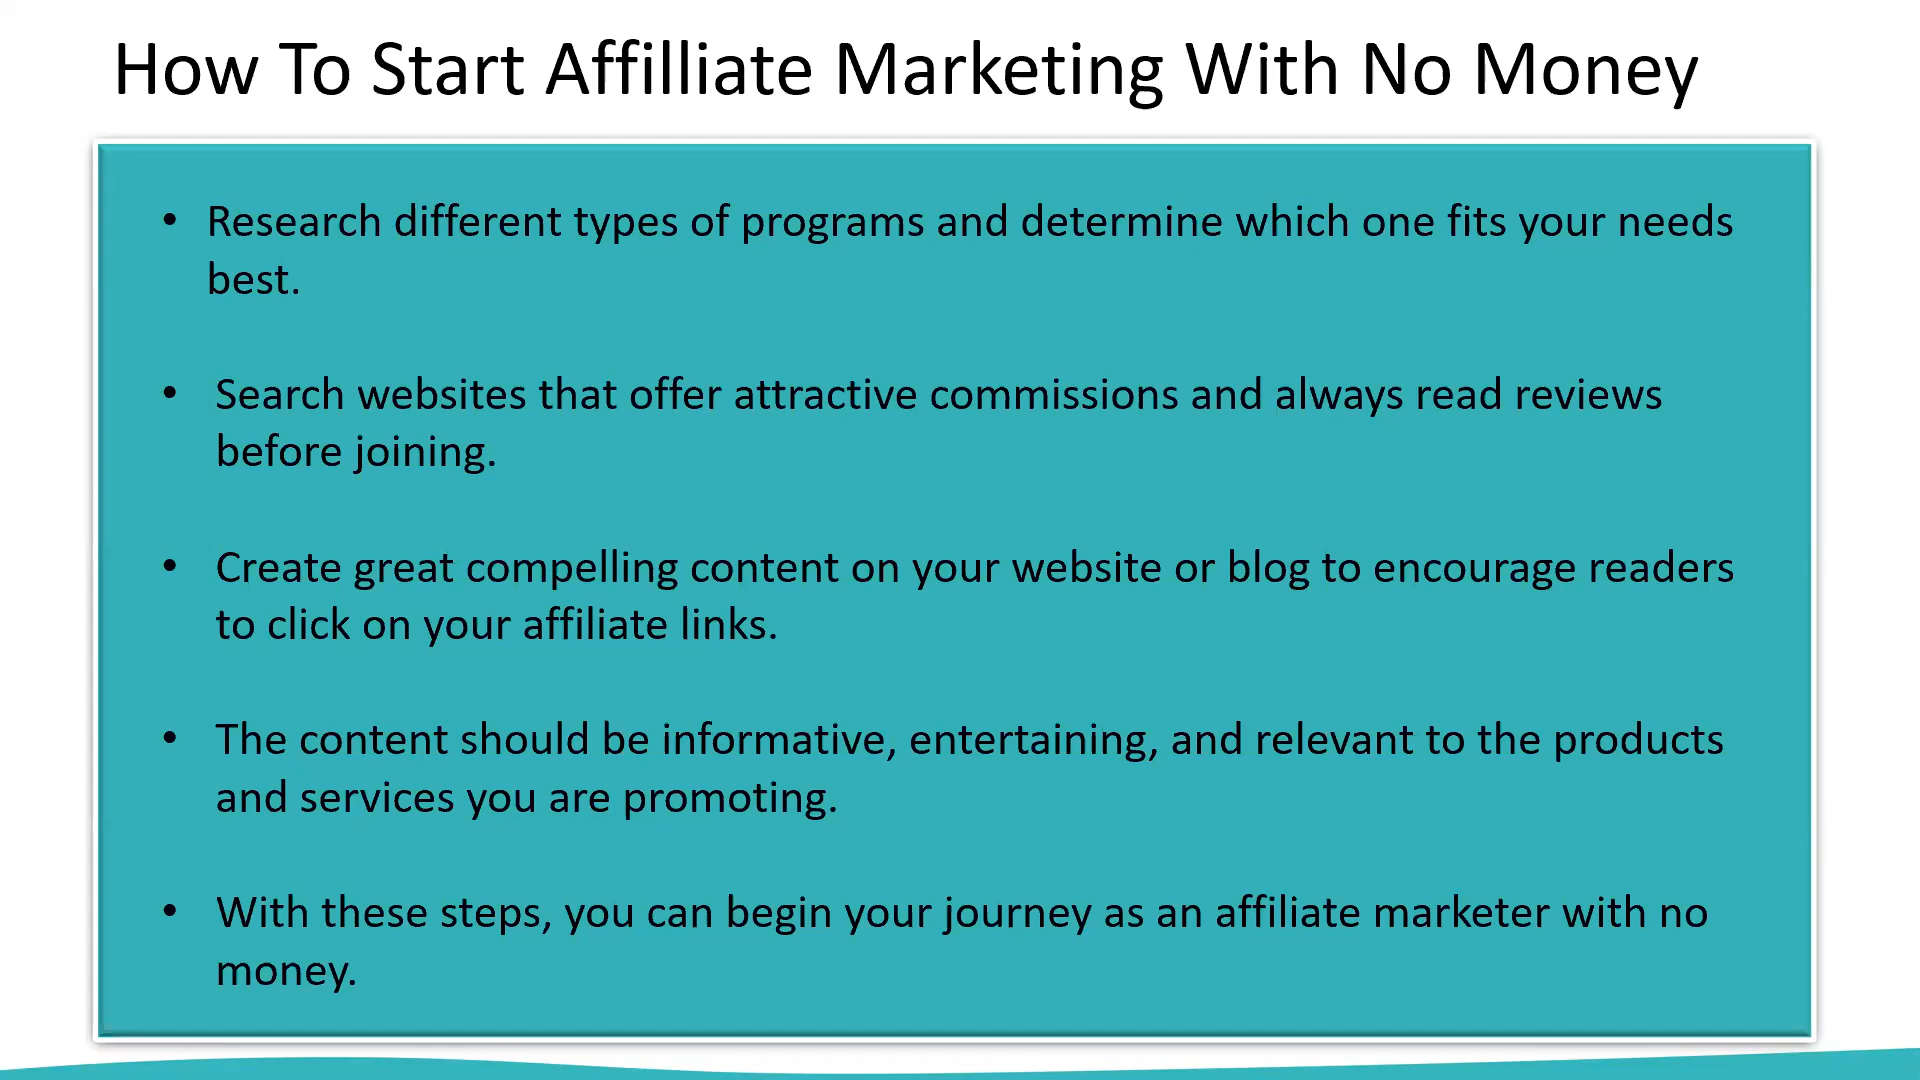 How To Start Affilliate Marketing With No Money
• Research different types of programs and determine which one fits your needs
best.
• Search websites that offer attractive commissions and always read reviews
before joining.
• Create great compelling content on your website or blog to encourage readers
to click on your affiliate links.
• The content should be informative, entertaining, and relevant to the products
and services you are promoting.
• With these steps, you can begin your journey as an affiliate marketer with no
money.